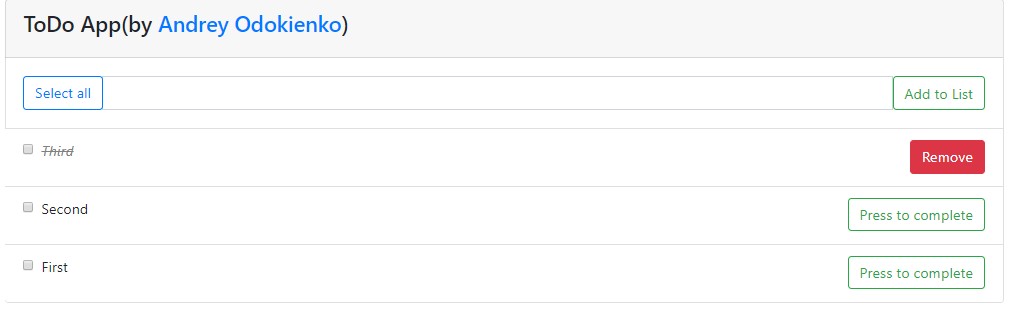 ToDo App(by Andrey Odokienko)
Select all Add to List
Third Remove
Second Press to complete
First Press to complete